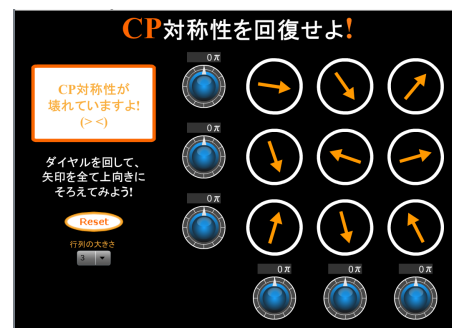 CP対称性を回復せよ!
CP対称性が
壊れていますよ!
(> <)
ダイヤルを回して、
矢印を全て上向きに
そろえてみよう!
Reset
行列の大きさ
3
0π
0π
0π
0π
0π
0π